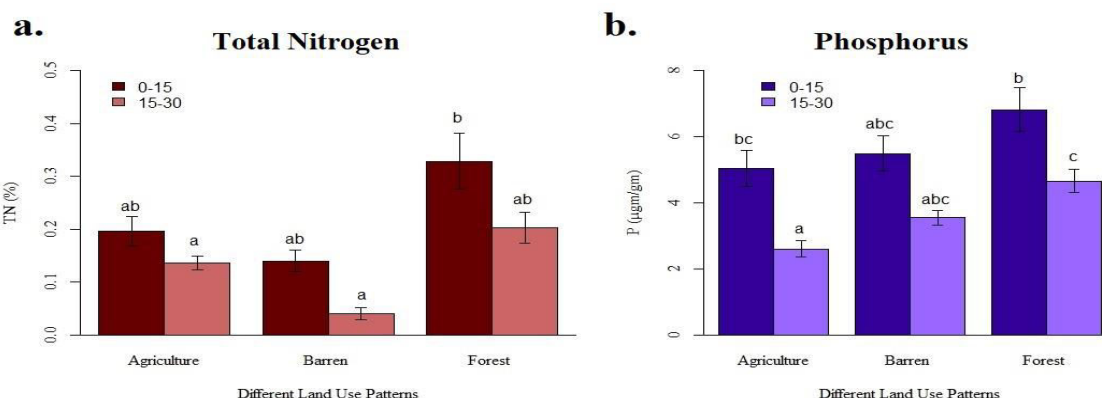 a.
Total Nitrogen
0-15
15-30
TN (%)
0.0
0.1
0.2
0.3
0.4
0.5
ab
a
ab
a
b
ab
Agriculture
Barren
Forest
Different Land Use Patterns
b.
Phosphorus
0-15
15-30
P (µgm/gm)
0
2
4
6
8
bc
a
abc
abc
b
c
Agriculture
Barren
Forest
Different Land Use Patterns